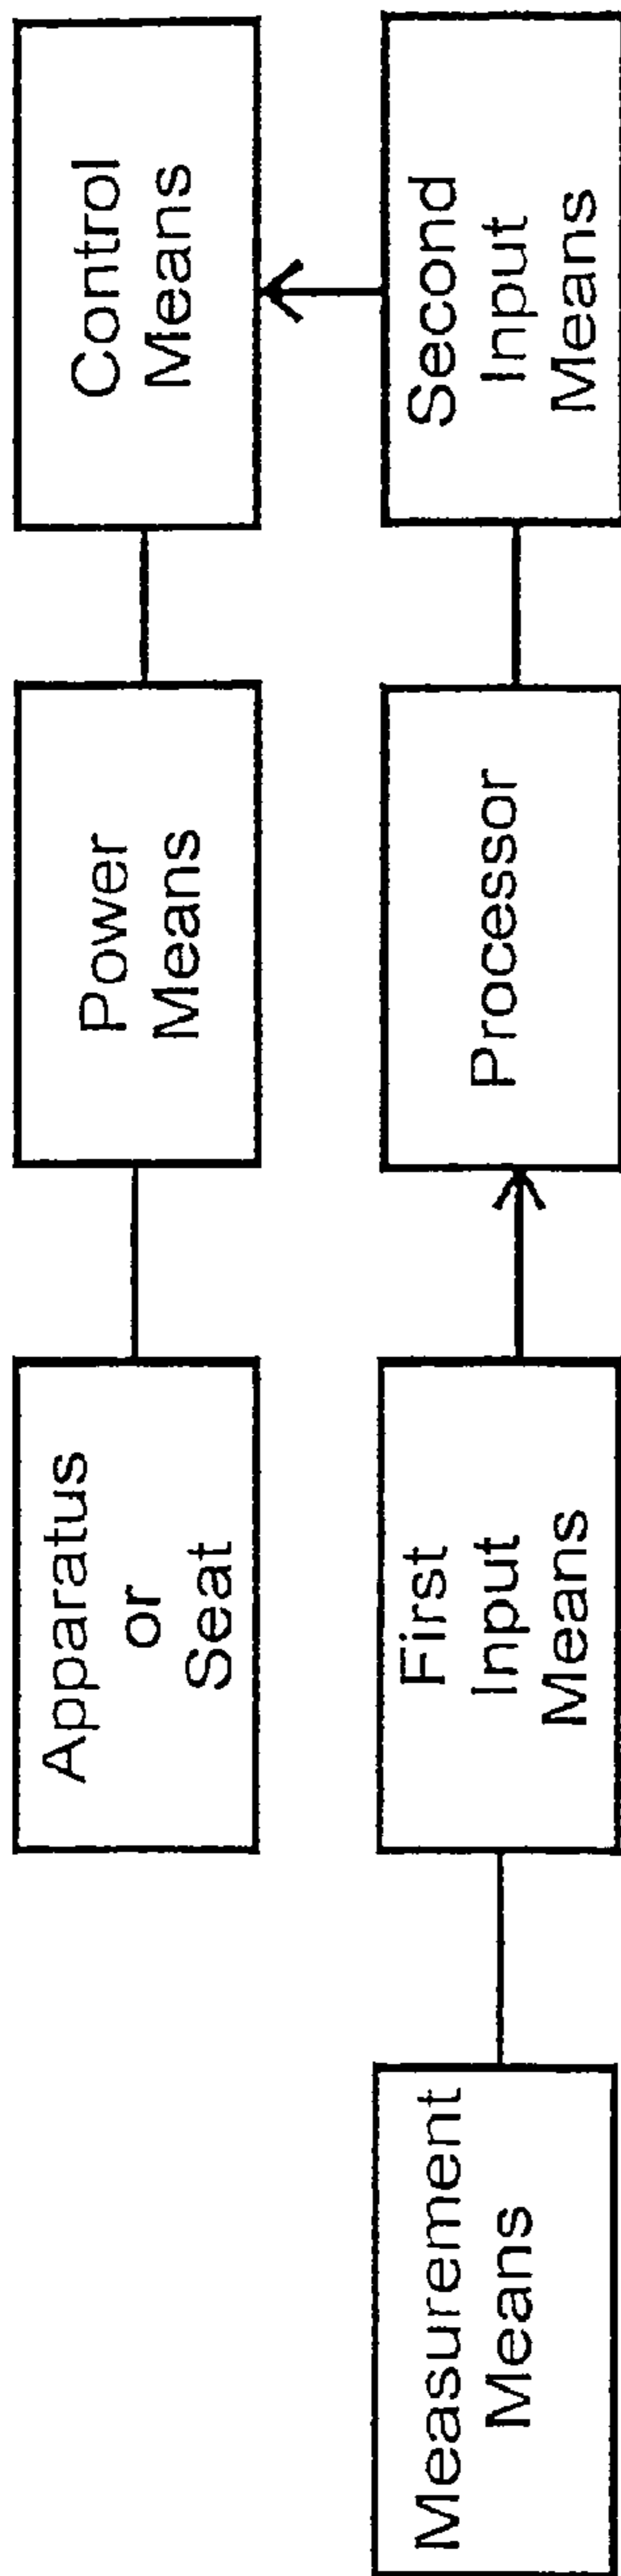 Apparatus
or
Seat
Power
Means
Control
Means
Measurement
Means
First
Input
Means
Processor
Second
Input
Means